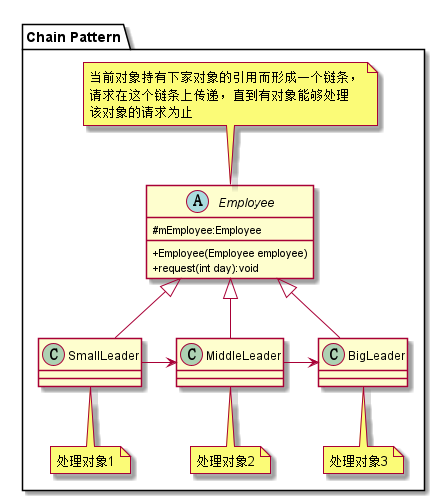 Chain Pattern
当前对象持有下家对象的引用而形成一个链条，
请求在这个链条上传递，直到有对象能够处理
该对象的请求为止
A Employee
#mEmployee:Employee
+Employee(Employee employee)
+request(int day):void
C SmallLeader
C MiddleLeader
C BigLeader
处理对象1
处理对象2
处理对象3